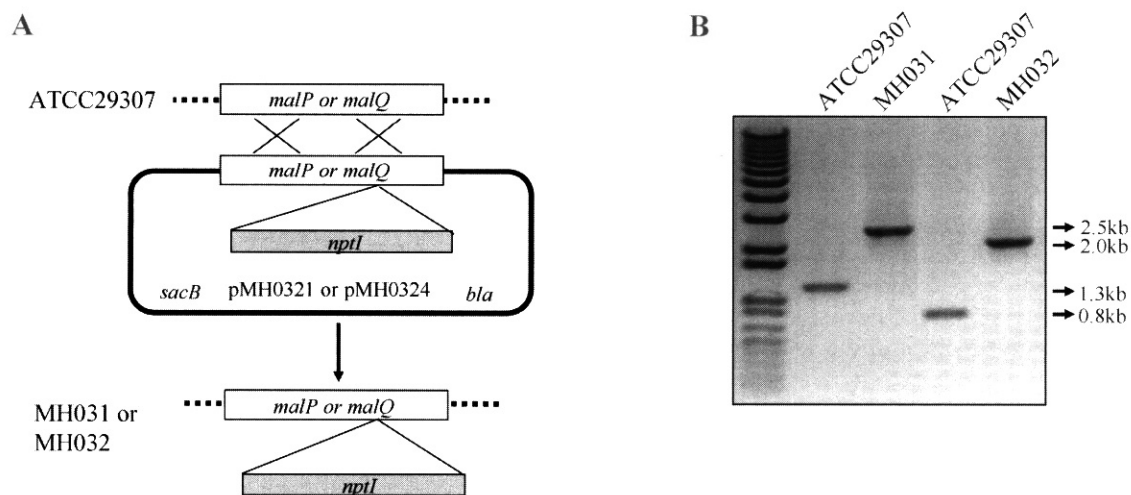 A
ATCC29307
malP or malQ
malP or malQ
nptI
sacB
pMH0321 or pMH0324
bla
MH031 or
MH032
malP or malQ
nptI
B
ATCC29307
MH031
ATCC29307
MH032
2.5kb
2.0kb
1.3kb
0.8kb